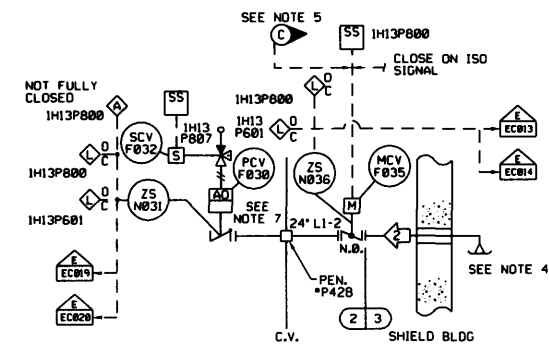 SEE NOTE 5
C
SS
1H13P800
CLOSE ON ISO
SIGNAL
NOT FULLY
CLOSED
1H13P800
A
SS
1H13P800
L
O
C
1H13
P807
1H13
P601
L
O
C
E
EC013
SCV
F032
S
L
O
C
1H13P800
PCV
F030
ZS
N036
MCV
F035
E
EC014
AO
L
O
C
1H13P601
ZS
N031
SEE
NOTE 7
24" L1-2
M
N.O.
2
SEE NOTE 4
E
EC019
PEN.
*P428
E
EC020
2 3
C.V.
SHIELD BLDG